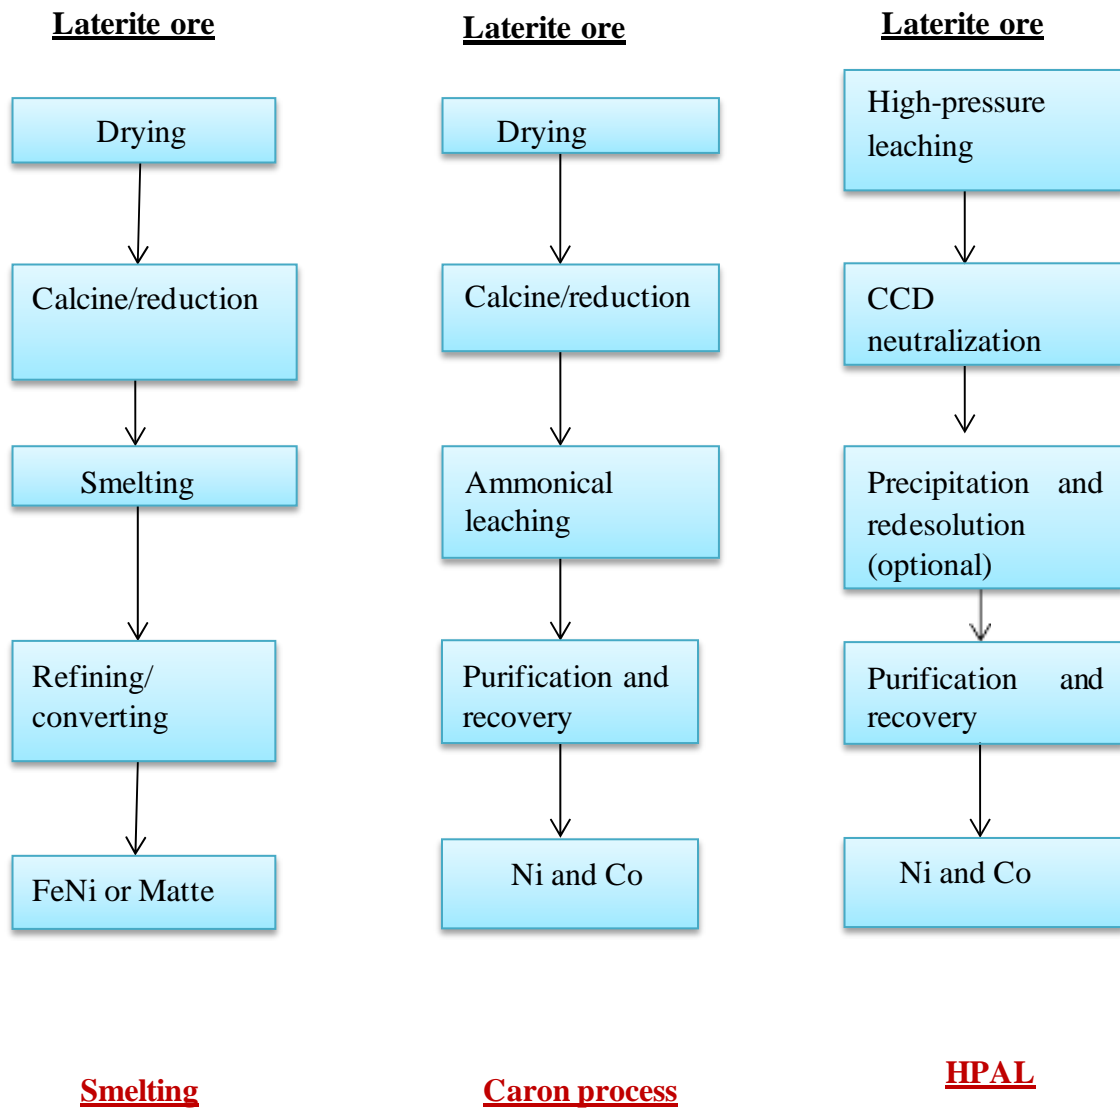 Laterite ore
Drying
Calcine/reduction
Smelting
Refining/
converting
FeNi or Matte
Smelting
Laterite ore
Drying
Calcine/reduction
Ammonical
leaching
Purification and
recovery
Ni and Co
Caron process
Laterite ore
High-pressure
leaching
CCD
neutralization
Precipitation and
redesolution
(optional)
Purification and
recovery
Ni and Co
HPAL